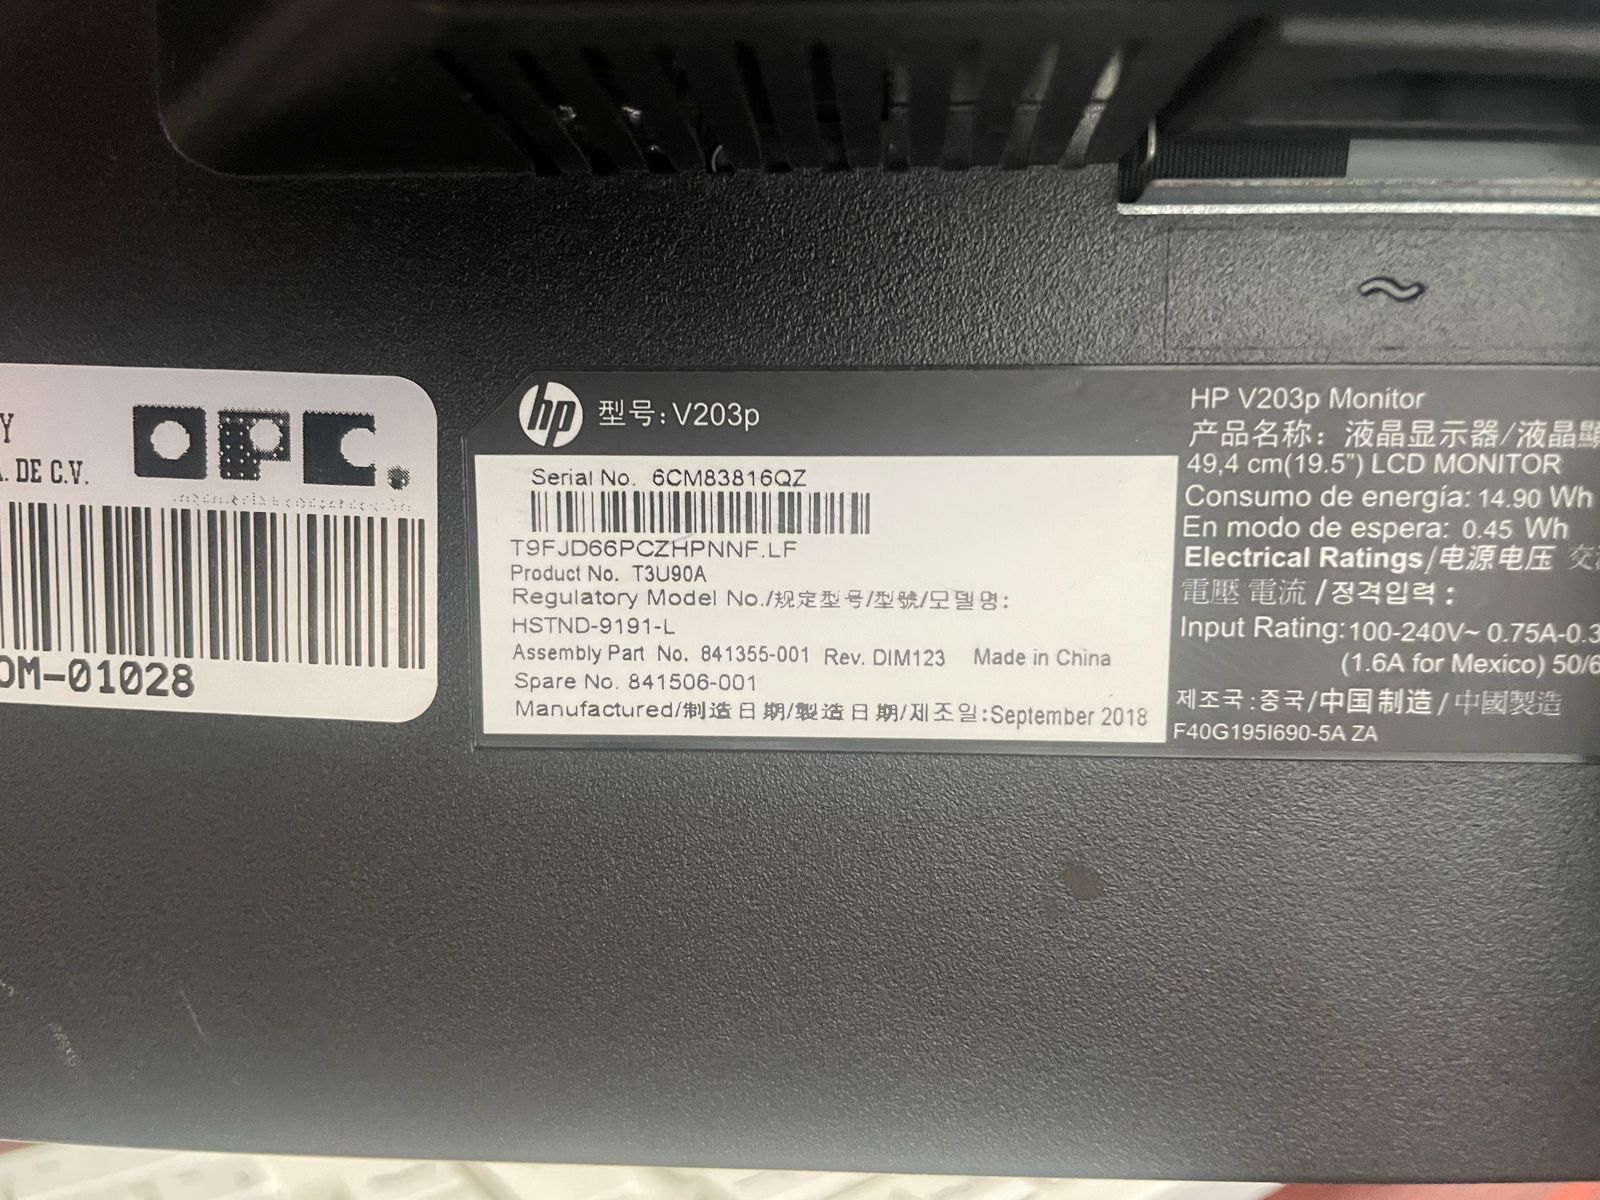 Y
. DE C.V.
OPC.
OM-01028
hp 型号: V203p
Serial No. 6CM83816QZ
T9FJD66PCZHPNNF.LF
Product No. T3U90A
Regulatory Model No./规定型号/型號/모델명:
HSTND-9191-L
Assembly Part No. 841355-001 Rev. DIM123 Made in China
Spare No. 841506-001
Manufactured/制造日期/製造日期/제조일:September 2018
HP V203p Monitor
产品名称: 液晶显示器/液晶顯
49,4 cm(19.5") LCD MONITOR
Consumo de energía: 14.90 Wh
En modo de espera: 0.45 Wh
Electrical Ratings/电源电压 交
電壓 電流 /정격입력 :
Input Rating:100-240V~ 0.75A-0.3
(1.6A for Mexico) 50/6
제조국:중국/中国制造/中國製造
F40G195I690-5A ZA